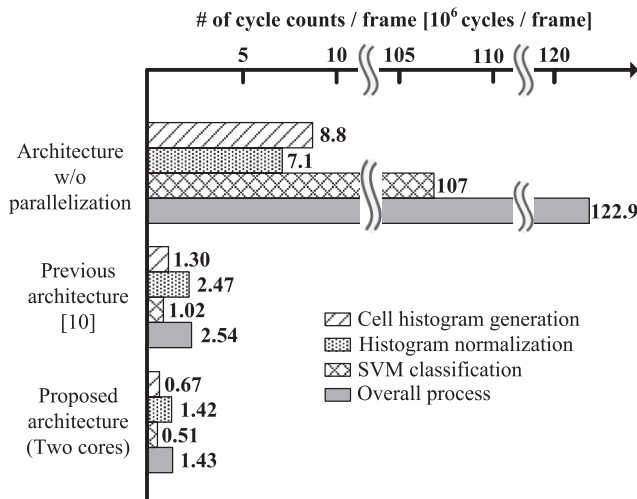 # of cycle counts / frame [10⁶ cycles / frame]
5 10 105 110 120
Architecture
w/o
parallelization
8.8
7.1
107
122.9
Previous
architecture
[10]
1.30
2.47
1.02
2.54
Proposed
architecture
(Two cores)
0.67
1.42
0.51
1.43
Cell histogram generation
Histogram normalization
SVM classification
Overall process